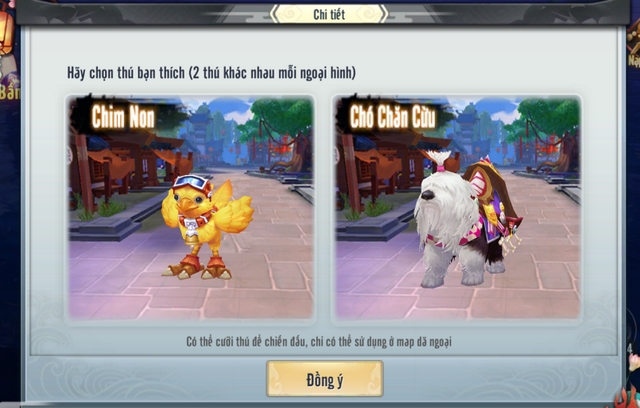 Chi tiết
Hãy chọn thú bạn thích (2 thú khác nhau mỗi ngoại hình)
Chim Non
Chó Chăn Cừu
Có thể cưỡi thú để chiến đấu, chỉ có thể sử dụng ở map dã ngoại
Đồng ý